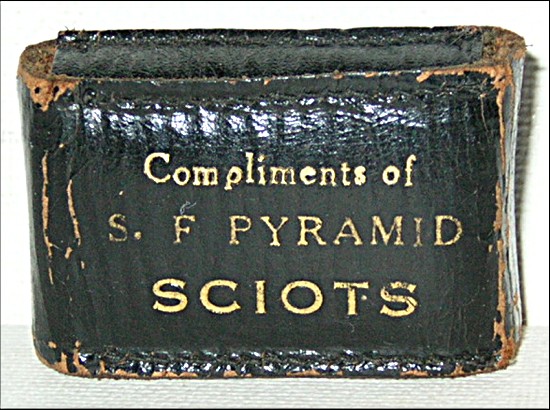 Compliments of
S. F PYRAMID
SCIOTS